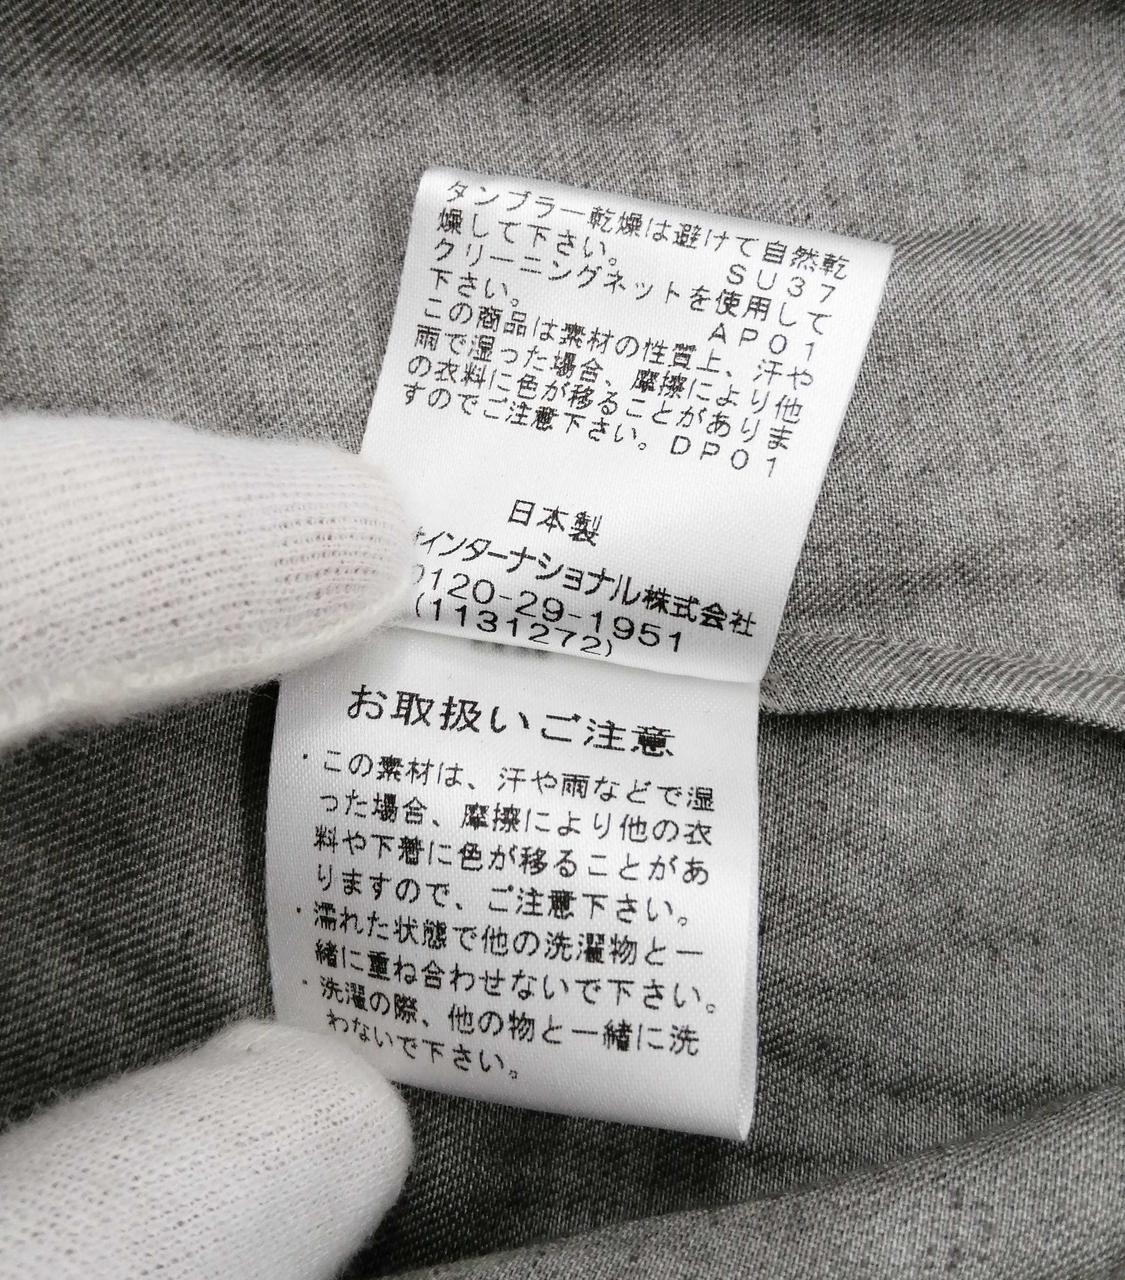 タンブラー乾燥は避けて自然乾
燥して下さい。 SU37
クリーニングネットを使用して
下さい。 AP01
この商品は素材の性質上、汗や
雨で湿った場合、摩擦により他
の衣料に色が移ることがありま
すのでご注意下さい。DP01
日本製
インターナショナル株式会社
0120-29-1951
(1131272)
お取扱いご注意
・この素材は、汗や雨などで湿
った場合、摩擦により他の衣
料や下着に色が移ることがあ
りますので、ご注意下さい。
・濡れた状態で他の洗濯物と一
緒に重ね合わせないで下さい。
・洗濯の際、他の物と一緒に洗
わないで下さい。